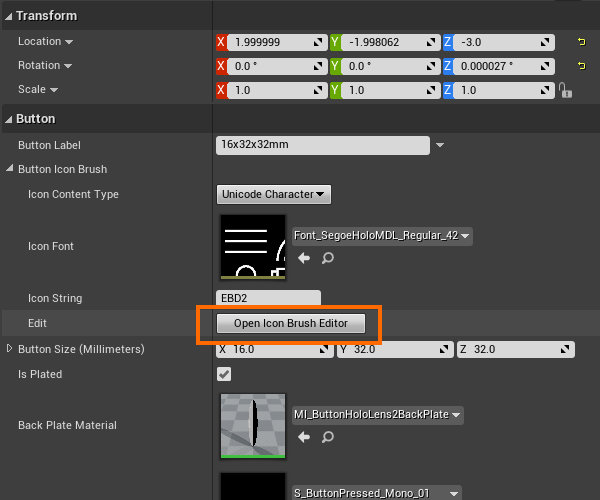 Transform
Location X 1.999999 Y -1.998062 Z -3.0
Rotation X 0.0 ° Y 0.0 ° Z 0.000027 °
Scale X 1.0 Y 1.0 Z 1.0
Button
Button Label 16x32x32mm
Button Icon Brush
Icon Content Type Unicode Character
Icon Font Font_SegoeHoloMDL_Regular_42
Icon String EBD2
Edit Open Icon Brush Editor
Button Size (Millimeters) X 16.0 Y 32.0 Z 32.0
Is Plated
Back Plate Material MI_ButtonHoloLens2BackPlate
S_ButtonPressed_Mono_01